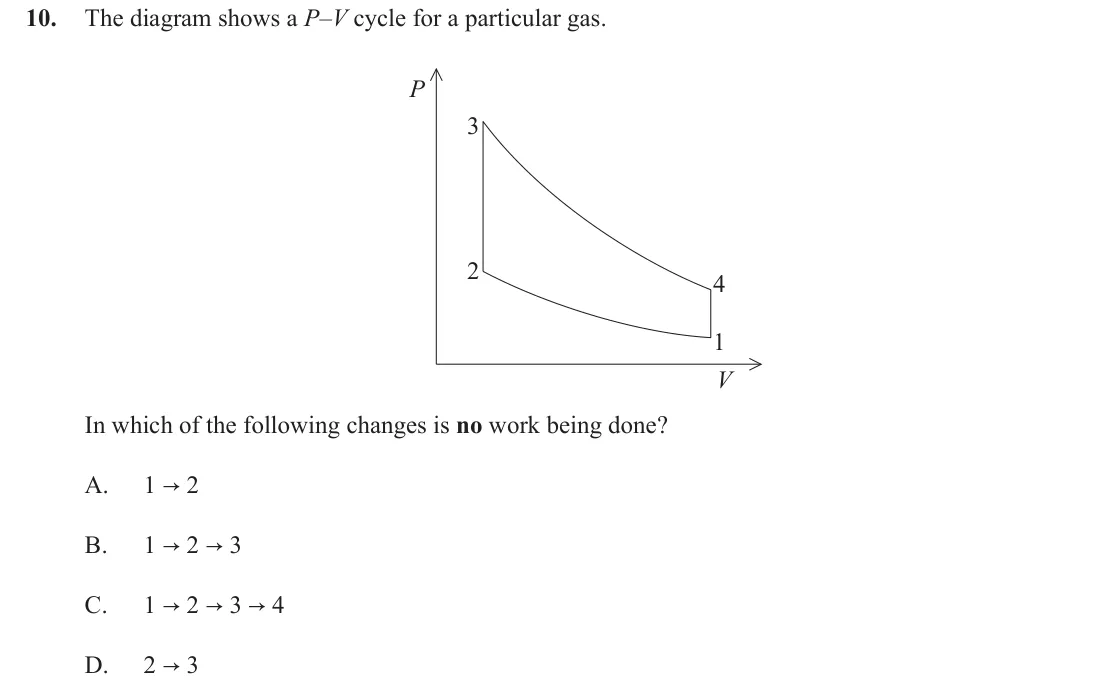 10. The diagram shows a P–V cycle for a particular gas.
P
3
2
4
1
V
In which of the following changes is no work being done?
A. 1 → 2
B. 1 → 2 → 3
C. 1 → 2 → 3 → 4
D. 2 → 3